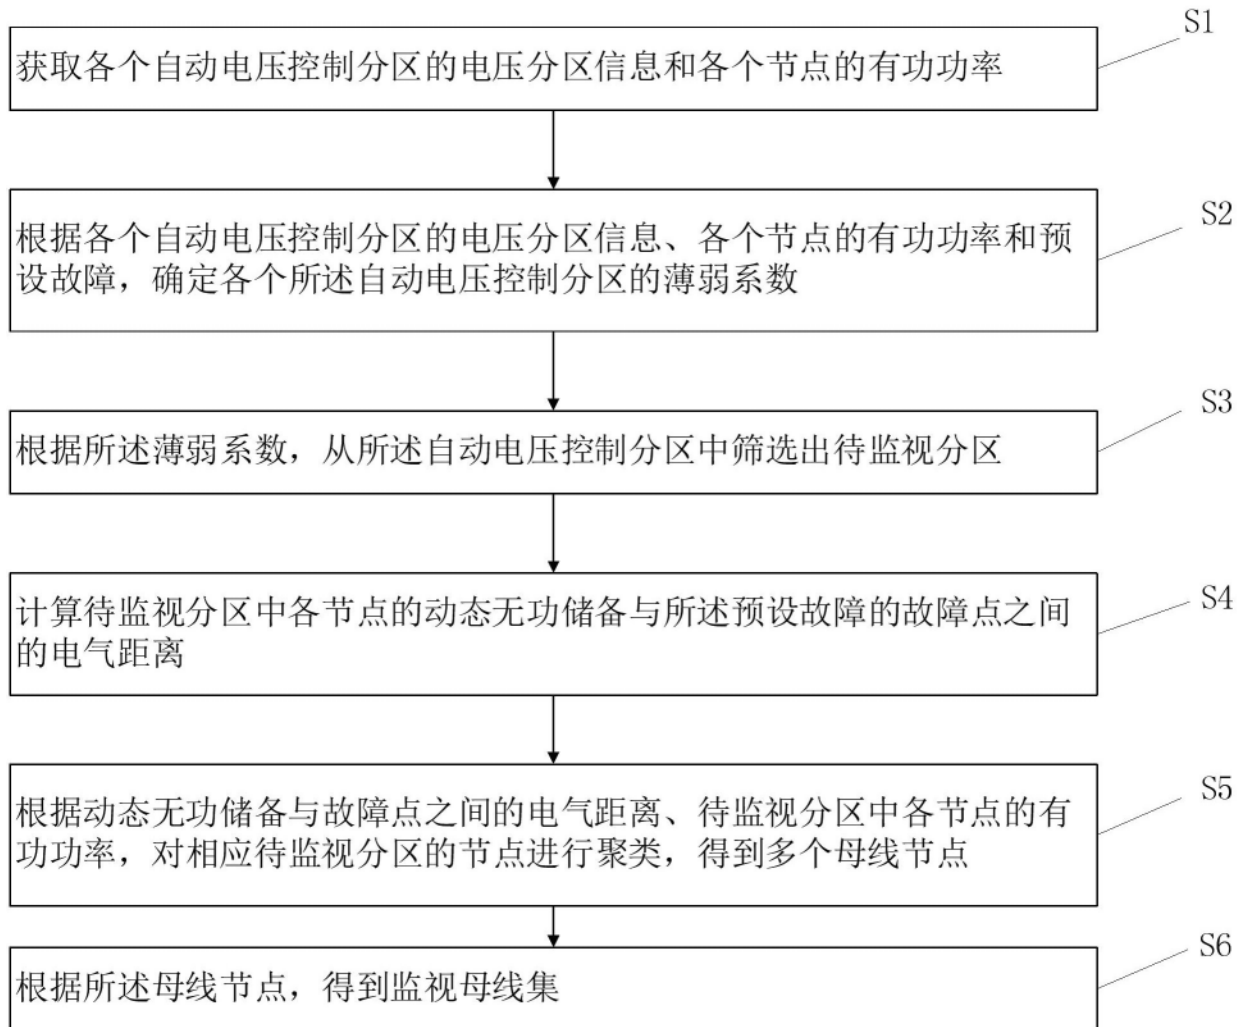 S1
获取各个自动电压控制分区的电压分区信息和各个节点的有功功率
S2
根据各个自动电压控制分区的电压分区信息、各个节点的有功功率和预
设故障，确定各个所述自动电压控制分区的薄弱系数
S3
根据所述薄弱系数，从所述自动电压控制分区中筛选出待监视分区
S4
计算待监视分区中各节点的动态无功储备与所述预设故障的故障点之间
的电气距离
S5
根据动态无功储备与故障点之间的电气距离、待监视分区中各节点的有
功功率，对相应待监视分区的节点进行聚类，得到多个母线节点
S6
根据所述母线节点，得到监视母线集